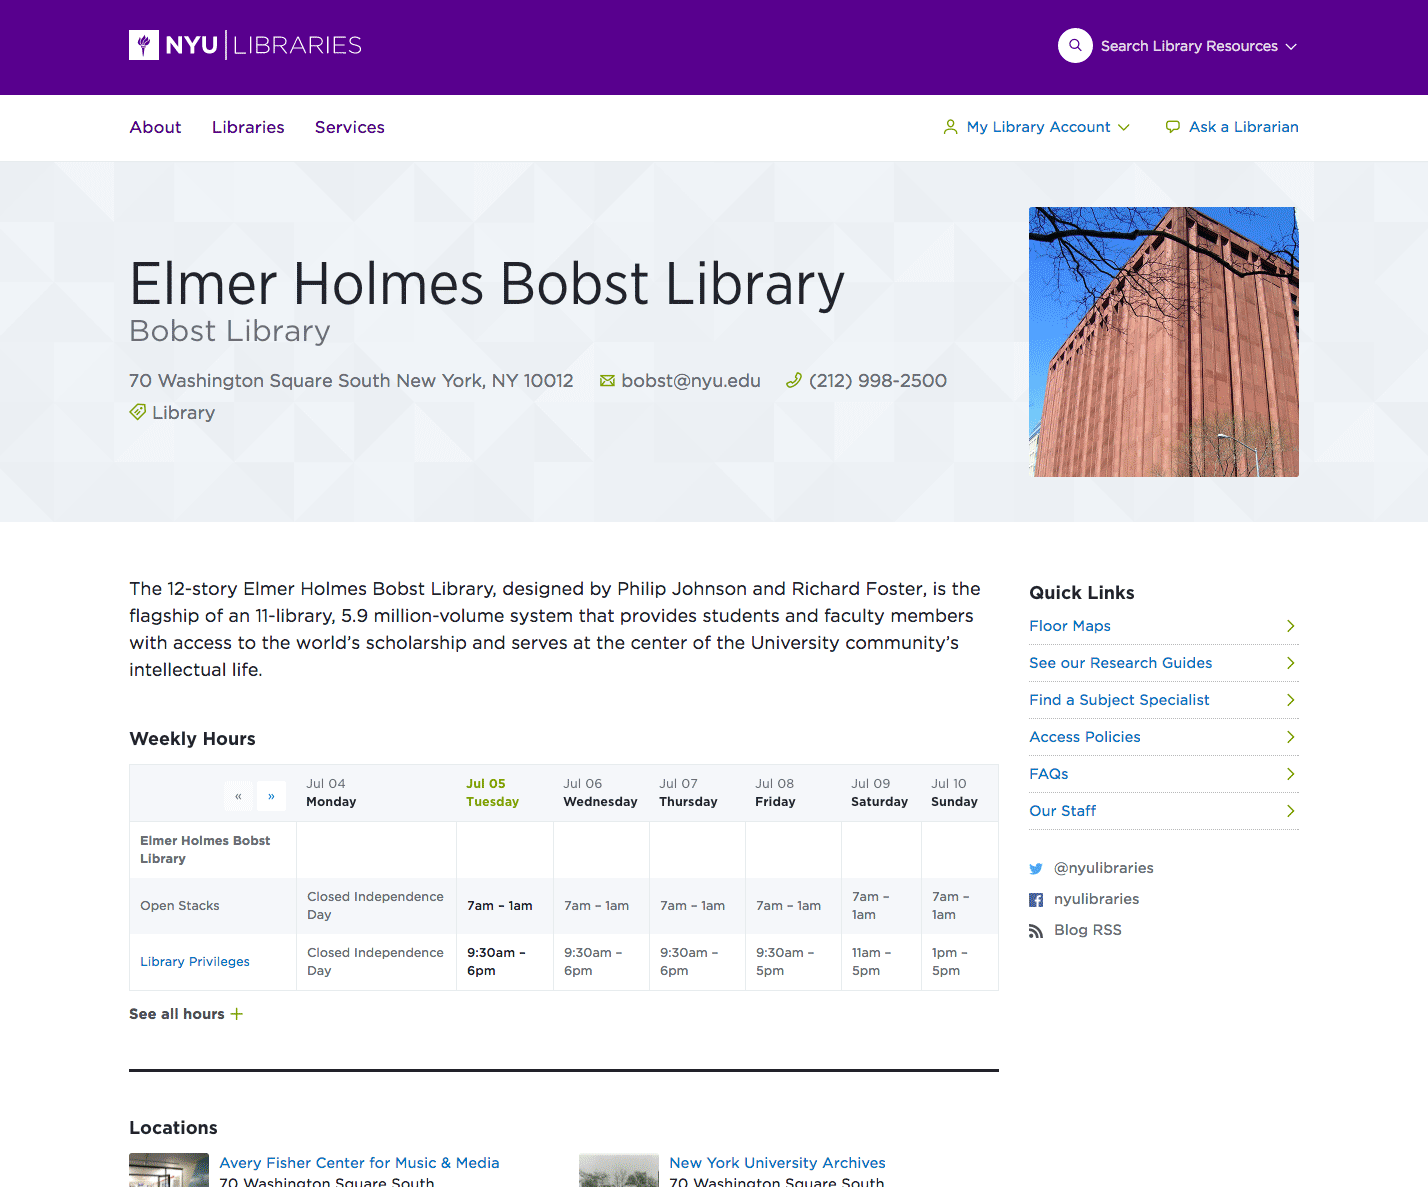 NYU LIBRARIES
Search Library Resources
About Libraries Services
My Library Account Ask a Librarian
Elmer Holmes Bobst Library
Bobst Library
70 Washington Square South New York, NY 10012 bobst@nyu.edu (212) 998-2500
Library
The 12-story Elmer Holmes Bobst Library, designed by Philip Johnson and Richard Foster, is the
flagship of an 11-library, 5.9 million-volume system that provides students and faculty members
with access to the world’s scholarship and serves at the center of the University community’s
intellectual life.
Weekly Hours
« » Jul 04 Jul 05 Jul 06 Jul 07 Jul 08 Jul 09 Jul 10
Monday Tuesday Wednesday Thursday Friday Saturday Sunday
Elmer Holmes Bobst
Library
Open Stacks Closed Independence Day 7am – 1am 7am – 1am 7am – 1am 7am – 1am 7am – 1am 7am – 1am
Library Privileges Closed Independence Day 9:30am – 6pm 9:30am – 6pm 9:30am – 6pm 9:30am – 5pm 11am – 5pm 1pm – 5pm
See all hours +
Quick Links
Floor Maps
See our Research Guides
Find a Subject Specialist
Access Policies
FAQs
Our Staff
@nyulibraries
nyulibraries
Blog RSS
Locations
Avery Fisher Center for Music & Media
70 Washington Square South
New York University Archives
70 Washington Square South